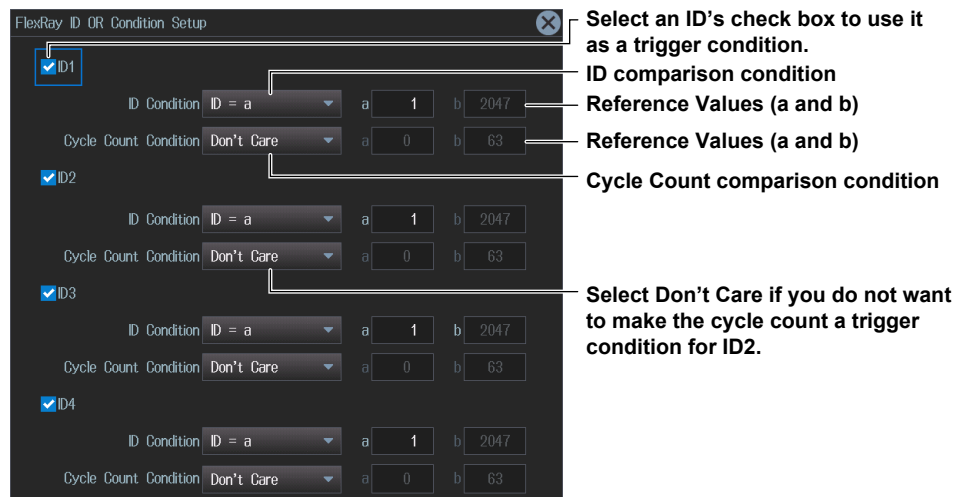 FlexRay ID OR Condition Setup
Select an ID's check box to use it
as a trigger condition.
ID1
ID comparison condition
ID Condition ID = a a 1 b 2047
Reference Values (a and b)
Cycle Count Condition Don't Care a 0 b 63
Reference Values (a and b)
ID2
Cycle Count comparison condition
ID Condition ID = a a 1 b 2047
Cycle Count Condition Don't Care a 0 b 63
ID3
Select Don't Care if you do not want
to make the cycle count a trigger
condition for ID2.
ID Condition ID = a a 1 b 2047
Cycle Count Condition Don't Care a 0 b 63
ID4
ID Condition ID = a a 1 b 2047
Cycle Count Condition Don't Care a 0 b 63